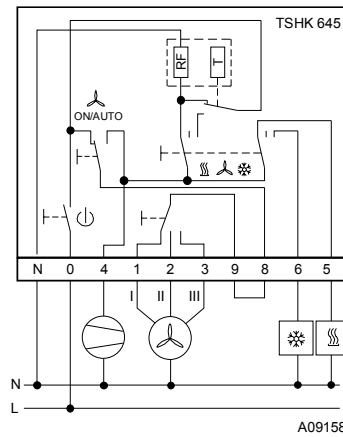 TSHK 645
RF T
ON/AUTO
N 0 4 1 2 3 9 8 6 5
I II III
N
L
A09158